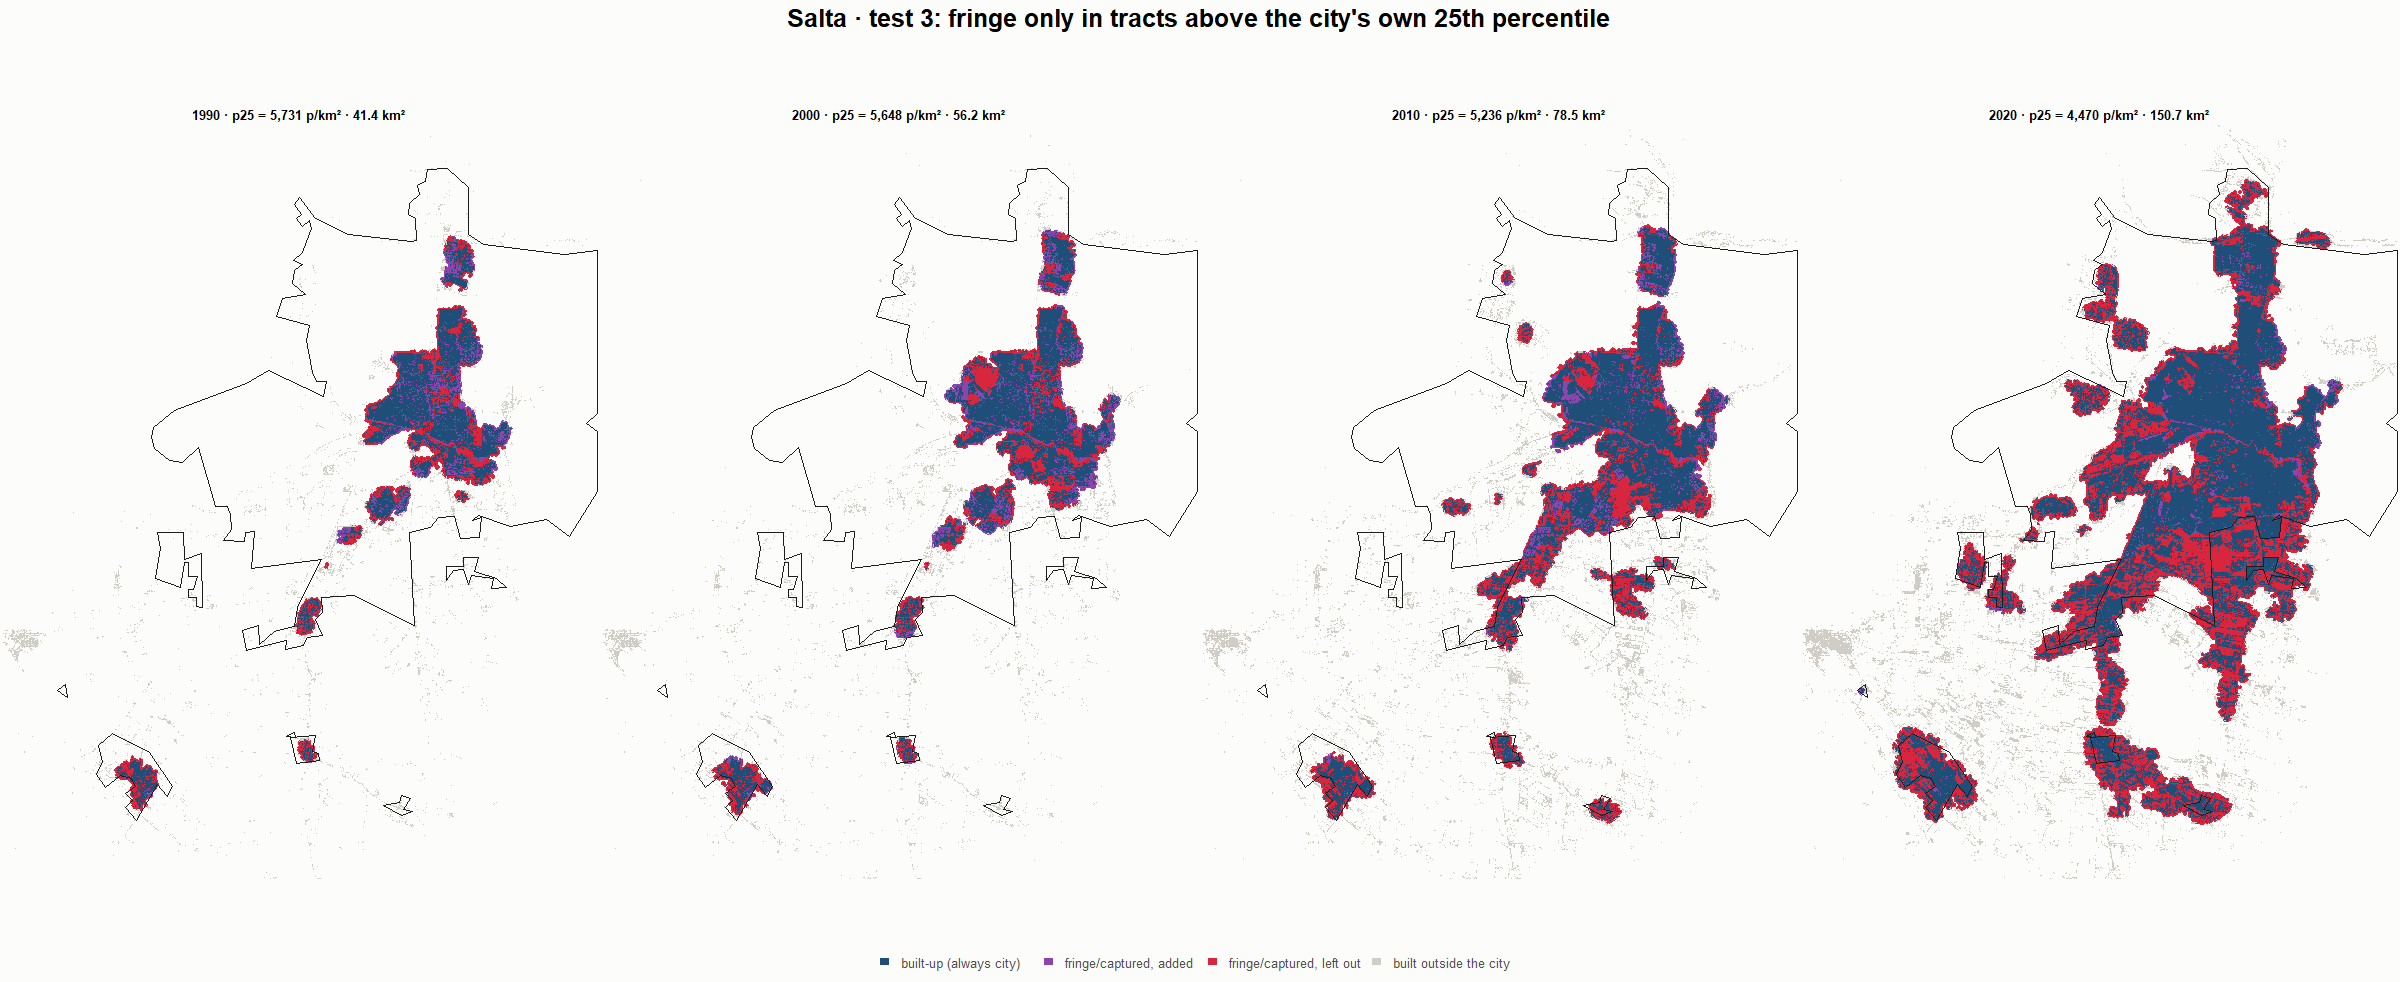 Salta · test 3: fringe only in tracts above the city's own 25th percentile
1990 · p25 = 5,731 p/km² · 41.4 km²
2000 · p25 = 5,648 p/km² · 56.2 km²
2010 · p25 = 5,236 p/km² · 78.5 km²
2020 · p25 = 4,470 p/km² · 150.7 km²
built-up (always city)
fringe/captured, added
fringe/captured, left out
built outside the city